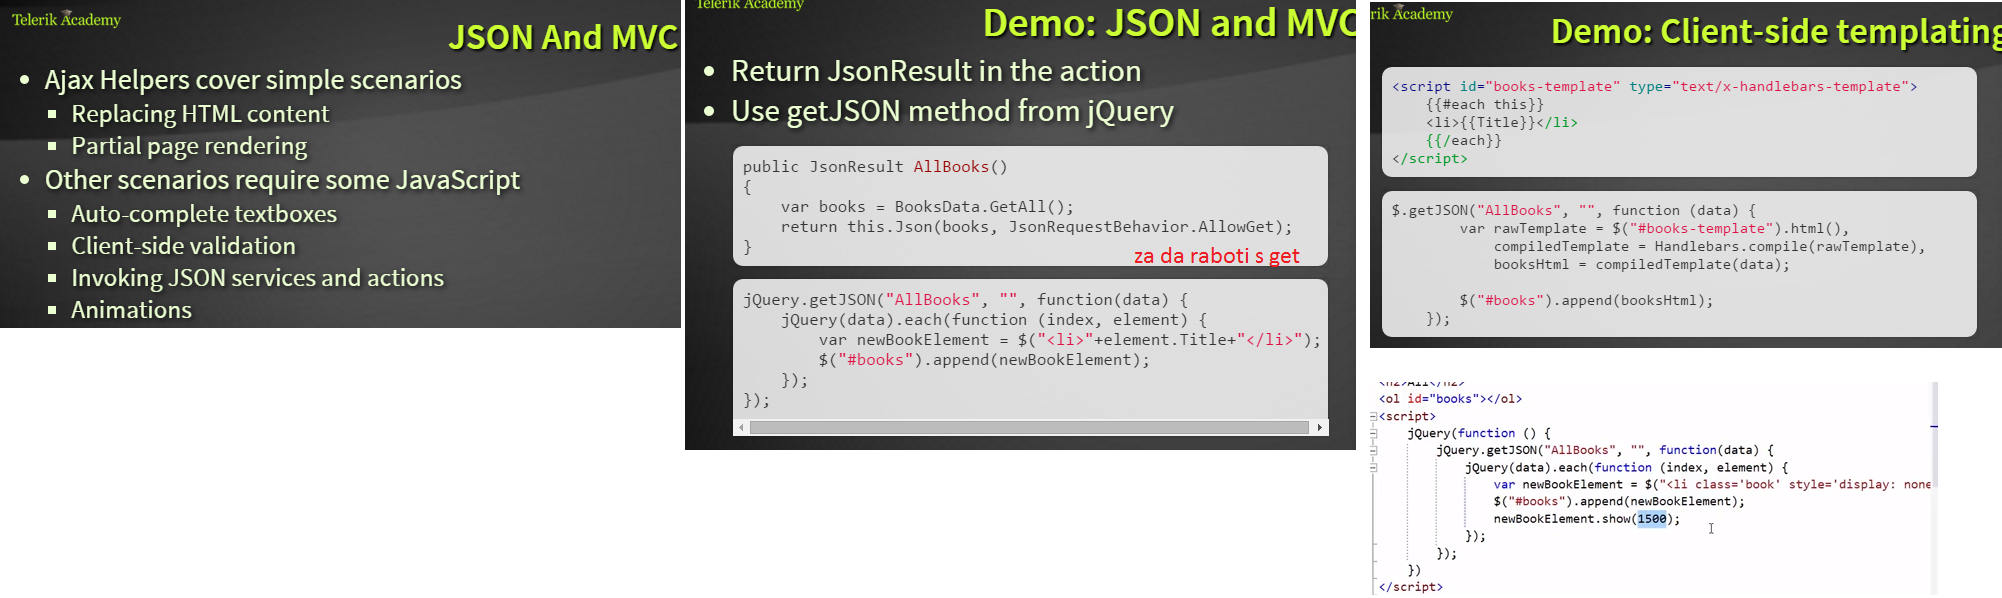 Telerik Academy
JSON And MVC
• Ajax Helpers cover simple scenarios
▪ Replacing HTML content
▪ Partial page rendering
• Other scenarios require some JavaScript
▪ Auto-complete textboxes
▪ Client-side validation
▪ Invoking JSON services and actions
▪ Animations
Telerik Academy
Demo: JSON and MVC
• Return JsonResult in the action
• Use getJSON method from jQuery
public JsonResult AllBooks()
{
    var books = BooksData.GetAll();
    return this.Json(books, JsonRequestBehavior.AllowGet);
}
za da raboti s get
jQuery.getJSON("AllBooks", "", function(data) {
    jQuery(data).each(function (index, element) {
        var newBookElement = $("<li>"+element.Title+"</li>");
        $("#books").append(newBookElement);
    });
});
rik Academy
Demo: Client-side templating
<script id="books-template" type="text/x-handlebars-template">
    {{#each this}}
    <li>{{Title}}</li>
    {{/each}}
</script>
$.getJSON("AllBooks", "", function (data) {
        var rawTemplate = $("#books-template").html(),
            compiledTemplate = Handlebars.compile(rawTemplate),
            booksHtml = compiledTemplate(data);
        $("#books").append(booksHtml);
    });
<h2>All</h2>
<ol id="books"></ol>
<script>
    jQuery(function () {
        jQuery.getJSON("AllBooks", "", function(data) {
            jQuery(data).each(function (index, element) {
                var newBookElement = $("<li class='book' style='display: none
                $("#books").append(newBookElement);
                newBookElement.show(1500);
            });
        });
    })
</script>